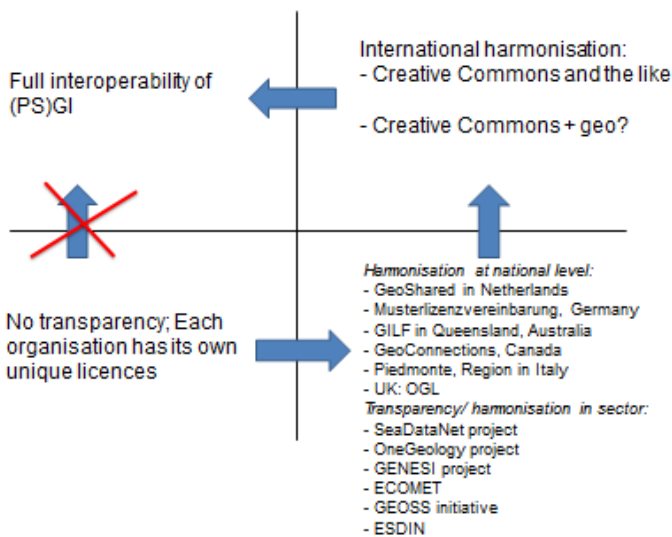 Full interoperability of
(PS)GI
International harmonisation:
- Creative Commons and the like
- Creative Commons + geo?
No transparency; Each
organisation has its own
unique licences
Harmonisation at national level:
- GeoShared in Netherlands
- Musterlizenzvereinbarung, Germany
- GILF in Queensland, Australia
- GeoConnections, Canada
- Piedmonte, Region in Italy
- UK: OGL
Transparency/ harmonisation in sector:
- SeaDataNet project
- OneGeology project
- GENESI project
- ECOMET
- GEOSS initiative
- ESDIN